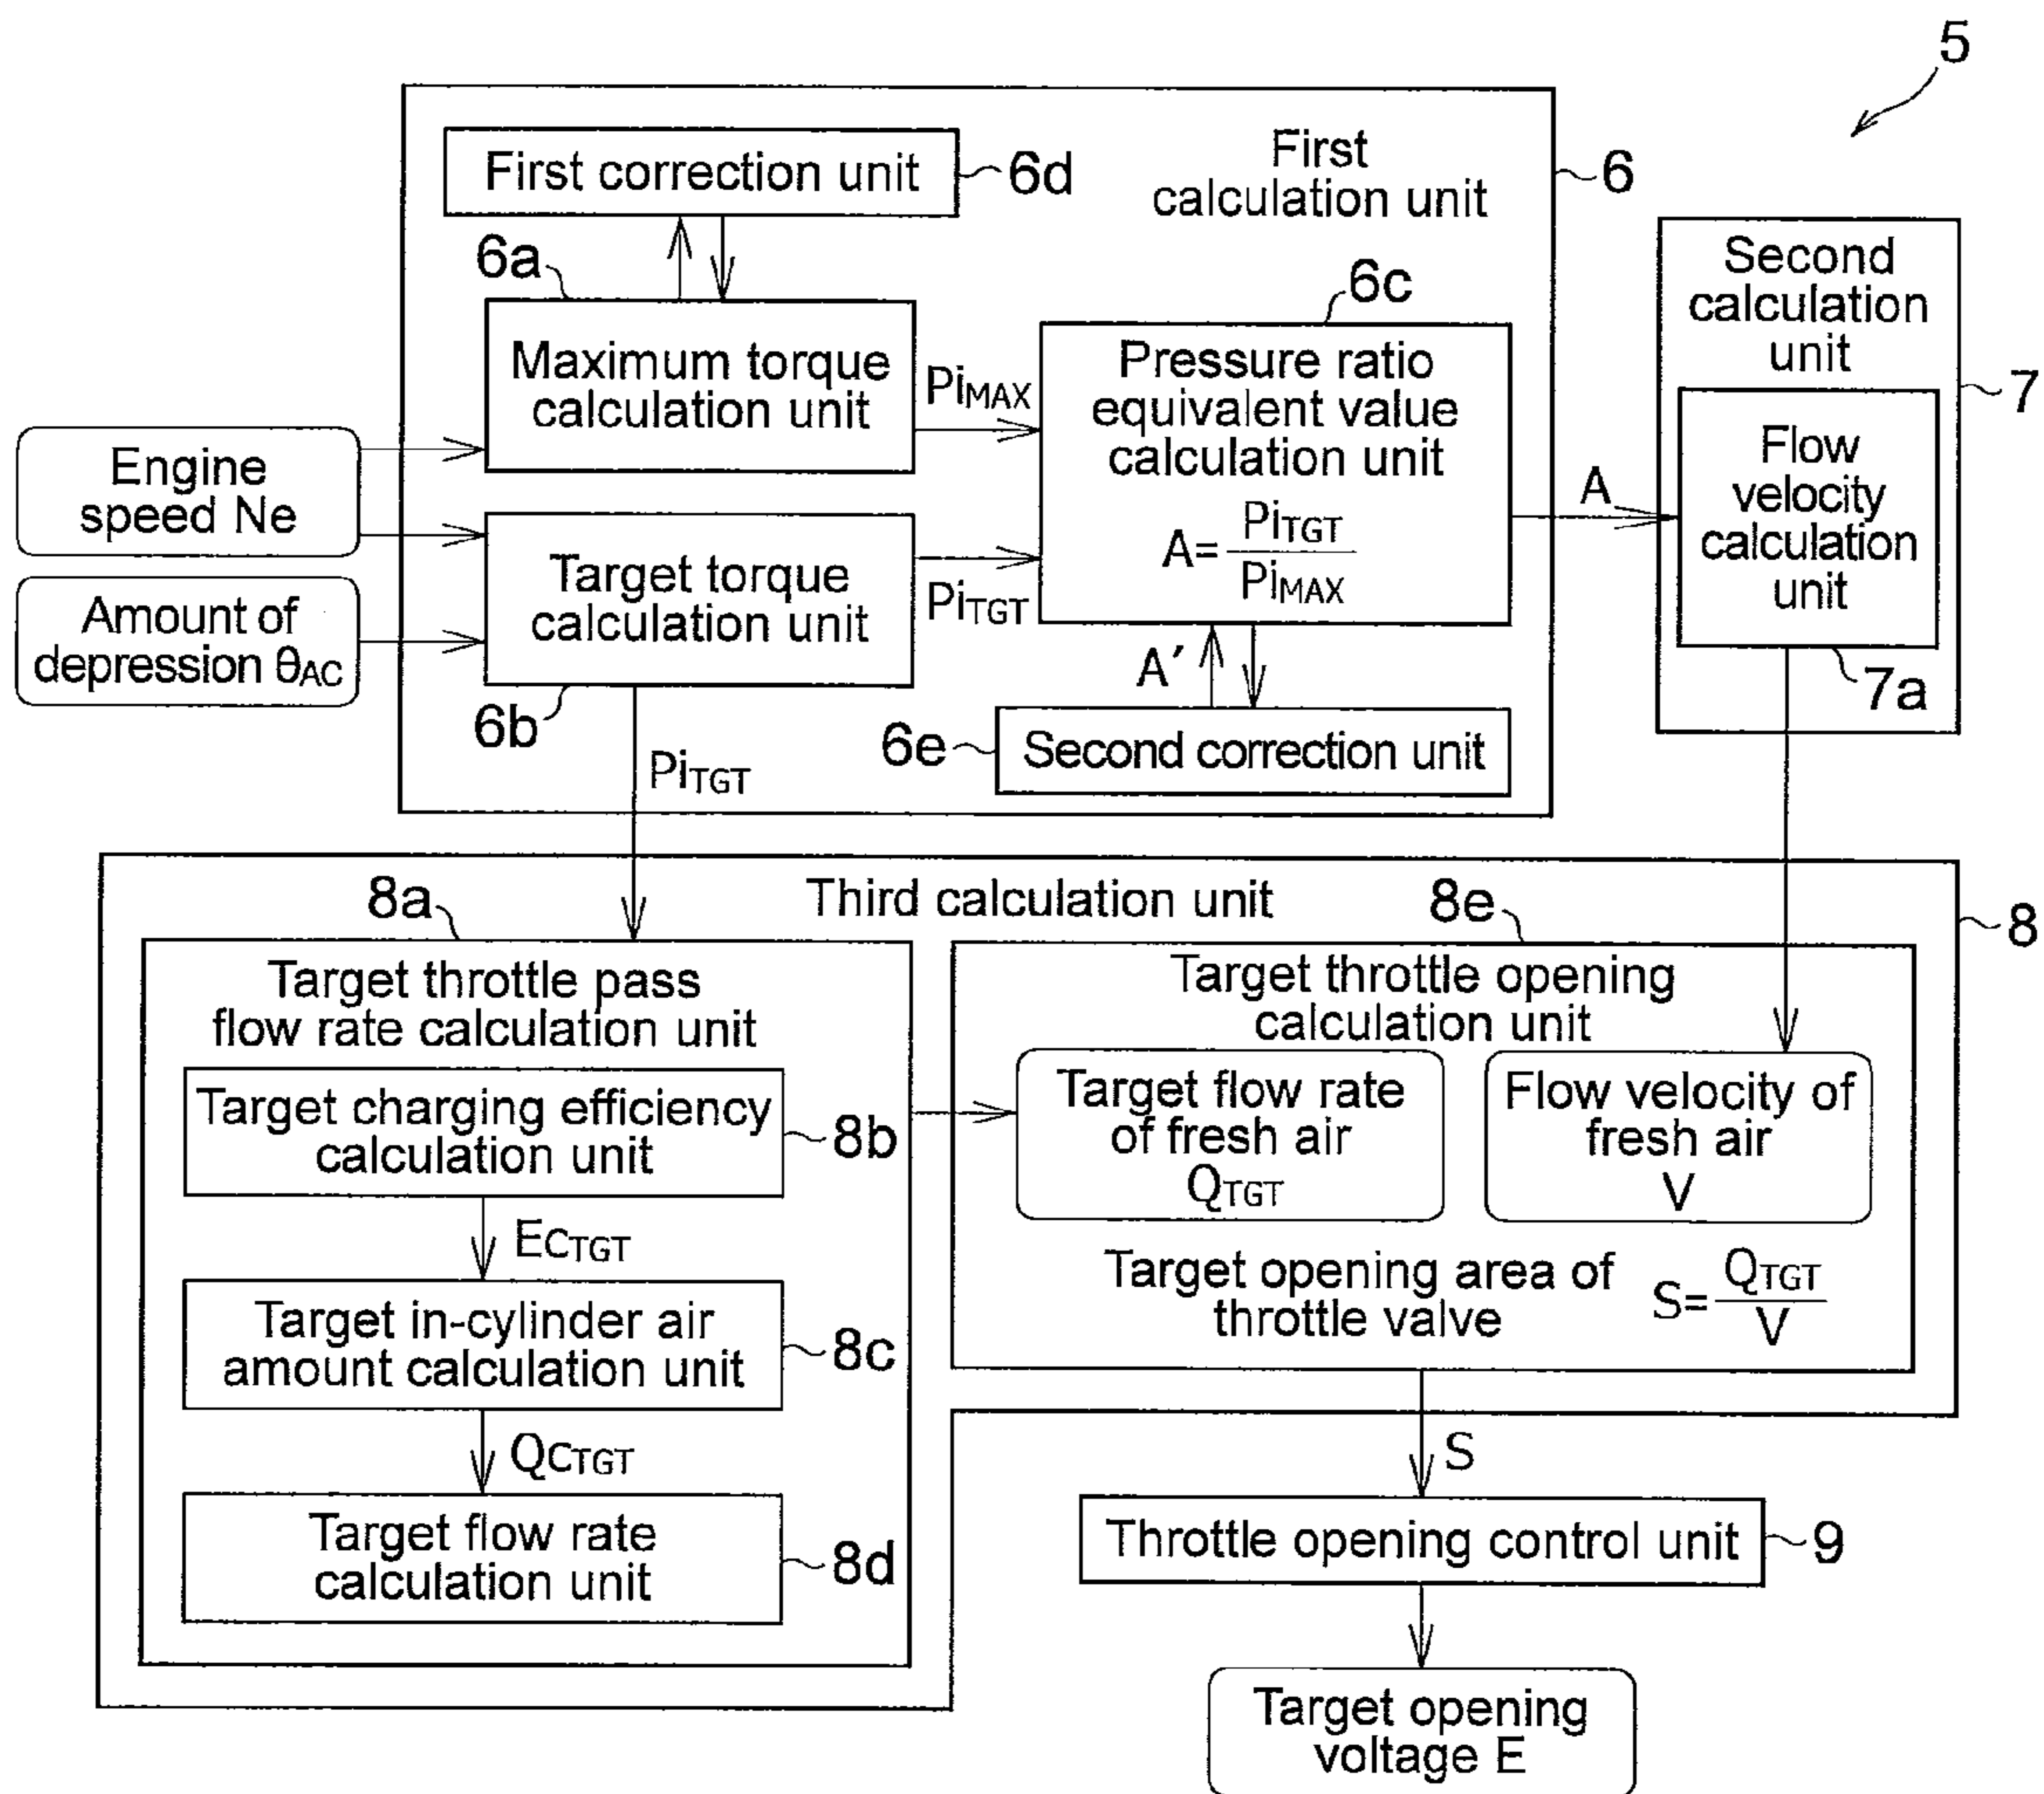 5
First correction unit
6d
First
calculation unit
6
6a
Maximum torque
calculation unit
PiMAX
6c
Pressure ratio
equivalent value
calculation unit
A=PiTGT/PiMAX
Second
calculation
unit
7
Flow
velocity
calculation
unit
7a
A
Engine
speed Ne
Amount of
depression θAC
Target torque
calculation unit
PiTGT
6b
A′
6e
Second correction unit
PiTGT
Third calculation unit
8
8a
Target throttle pass
flow rate calculation unit
Target charging efficiency
calculation unit
8b
EcTGT
Target in-cylinder air
amount calculation unit
8c
QcTGT
Target flow rate
calculation unit
8d
8e
Target throttle opening
calculation unit
Target flow rate
of fresh air
QTGT
Flow velocity of
fresh air
V
Target opening area of
throttle valve
S=QTGT/V
S
Throttle opening control unit
9
Target opening
voltage E